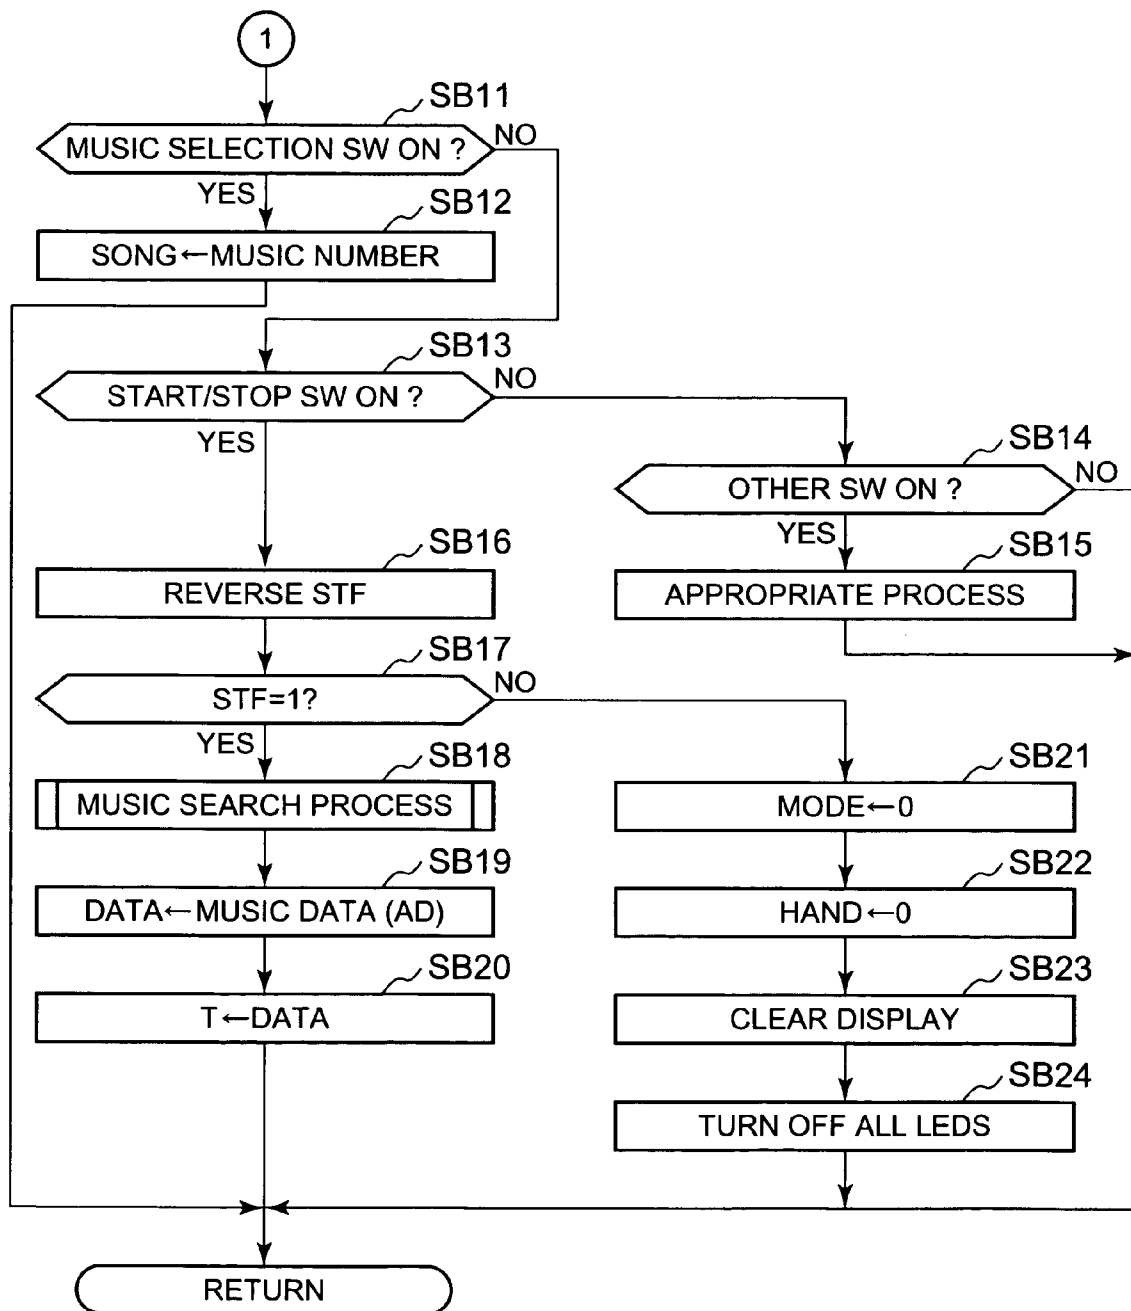 1
SB11
MUSIC SELECTION SW ON ?
NO
YES
SB12
SONG←MUSIC NUMBER
SB13
START/STOP SW ON ?
NO
YES
SB14
OTHER SW ON ?
NO
YES
SB15
APPROPRIATE PROCESS
SB16
REVERSE STF
SB17
STF=1?
NO
YES
SB18
MUSIC SEARCH PROCESS
SB19
DATA←MUSIC DATA (AD)
SB20
T←DATA
SB21
MODE←0
SB22
HAND←0
SB23
CLEAR DISPLAY
SB24
TURN OFF ALL LEDS
RETURN